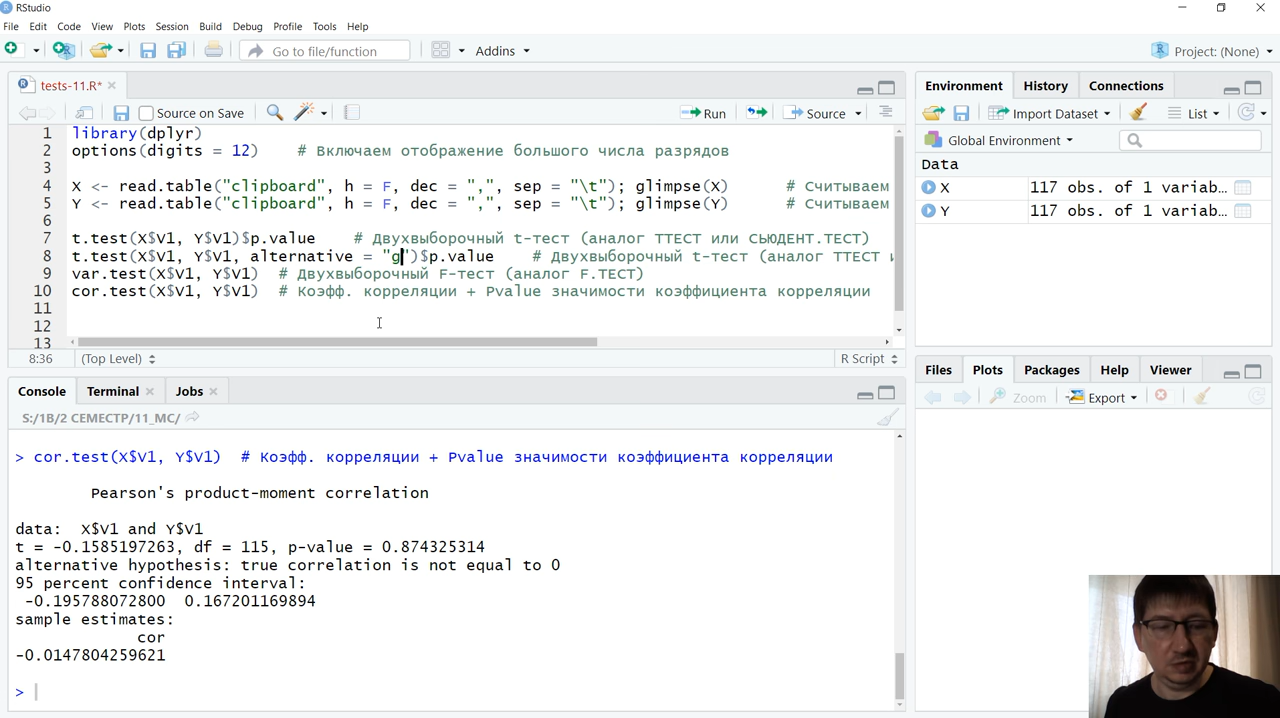 RStudio
File Edit Code View Plots Session Build Debug Profile Tools Help
Go to file/function Addins Project: (None)
tests-11.R*
Source on Save Run Source
1 library(dplyr)
2 options(digits = 12) # Включаем отображение большого числа разрядов
3
4 X <- read.table("clipboard", h = F, dec = ",", sep = "\t"); glimpse(X) # Считываем
5 Y <- read.table("clipboard", h = F, dec = ",", sep = "\t"); glimpse(Y) # Считываем
6
7 t.test(X$V1, Y$V1)$p.value # Двухвыборочный t-тест (аналог ТТЕСТ или СЬЮДЕНТ.ТЕСТ)
8 t.test(X$V1, Y$V1, alternative = "g")$p.value # Двухвыборочный t-тест (аналог ТТЕСТ и
9 var.test(X$V1, Y$V1) # Двухвыборочный F-тест (аналог F.ТЕСТ)
10 cor.test(X$V1, Y$V1) # Коэфф. корреляции + Pvalue значимости коэффициента корреляции
11
12
13
8:36 (Top Level) R Script
Console Terminal Jobs
S:/1B/2 СЕМЕСТР/11_МС/
> cor.test(X$V1, Y$V1) # Коэфф. корреляции + Pvalue значимости коэффициента корреляции
Pearson's product-moment correlation
data: X$V1 and Y$V1
t = -0.1585197263, df = 115, p-value = 0.874325314
alternative hypothesis: true correlation is not equal to 0
95 percent confidence interval:
-0.195788072800 0.167201169894
sample estimates:
cor
-0.0147804259621
>
Environment History Connections
Import Dataset List
Global Environment
Data
X 117 obs. of 1 variab...
Y 117 obs. of 1 variab...
Files Plots Packages Help Viewer
Zoom Export